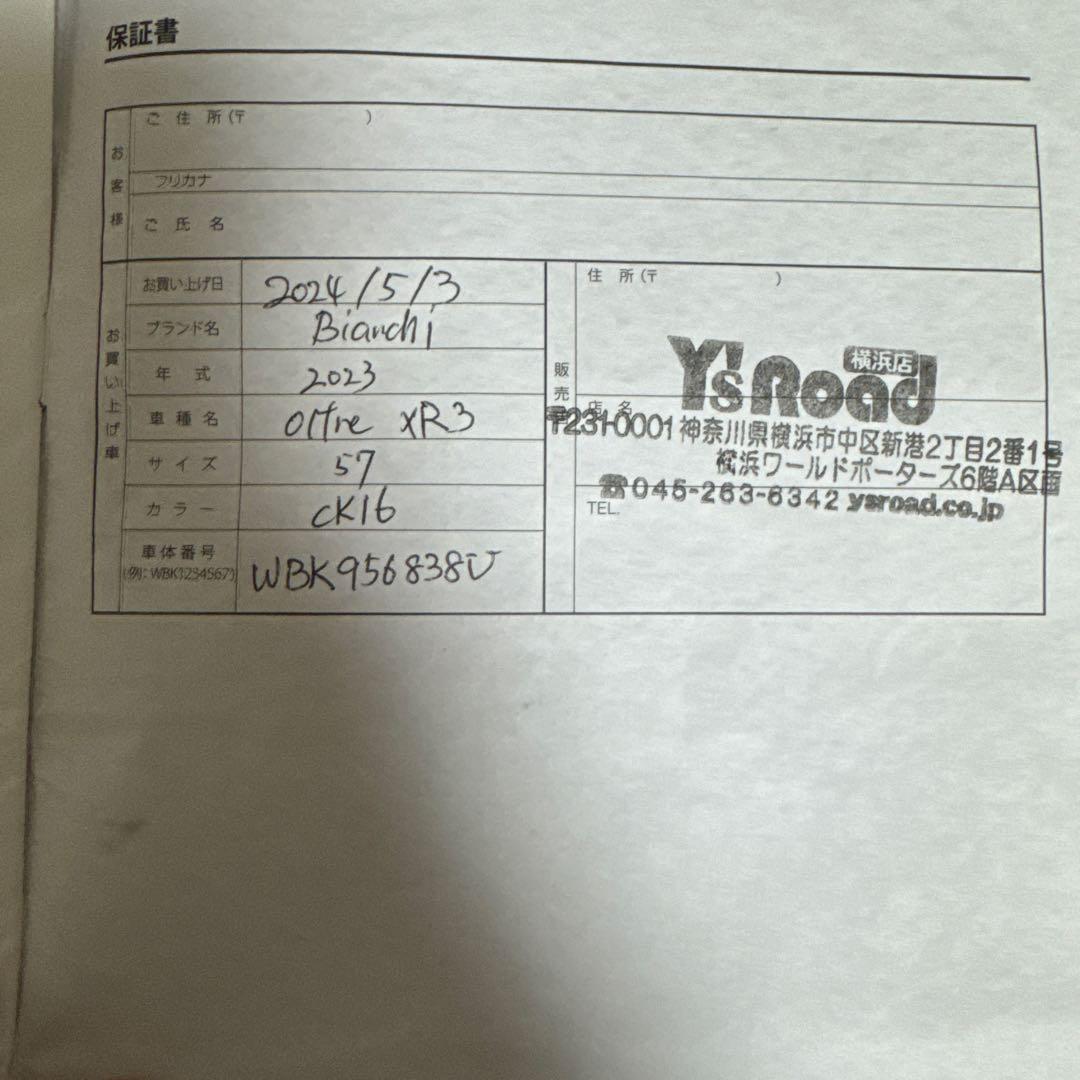 保証書
お客様
ご住所(〒 )
フリガナ
ご氏名
お買い上げ車
お買い上げ日 2024/5/3
ブランド名 Bianchi
年式 2023
車種名 oltre XR3
サイズ 57
カラー CK16
車体番号 (例:WBK1234567) WBK956838U
販売店
住所(〒 )
Y'sRoad 横浜店
店名
〒231-0001 神奈川県横浜市中区新港2丁目2番1号
横浜ワールドポーターズ6階A区画
☎045-263-6342 ysroad.co.jp
TEL.